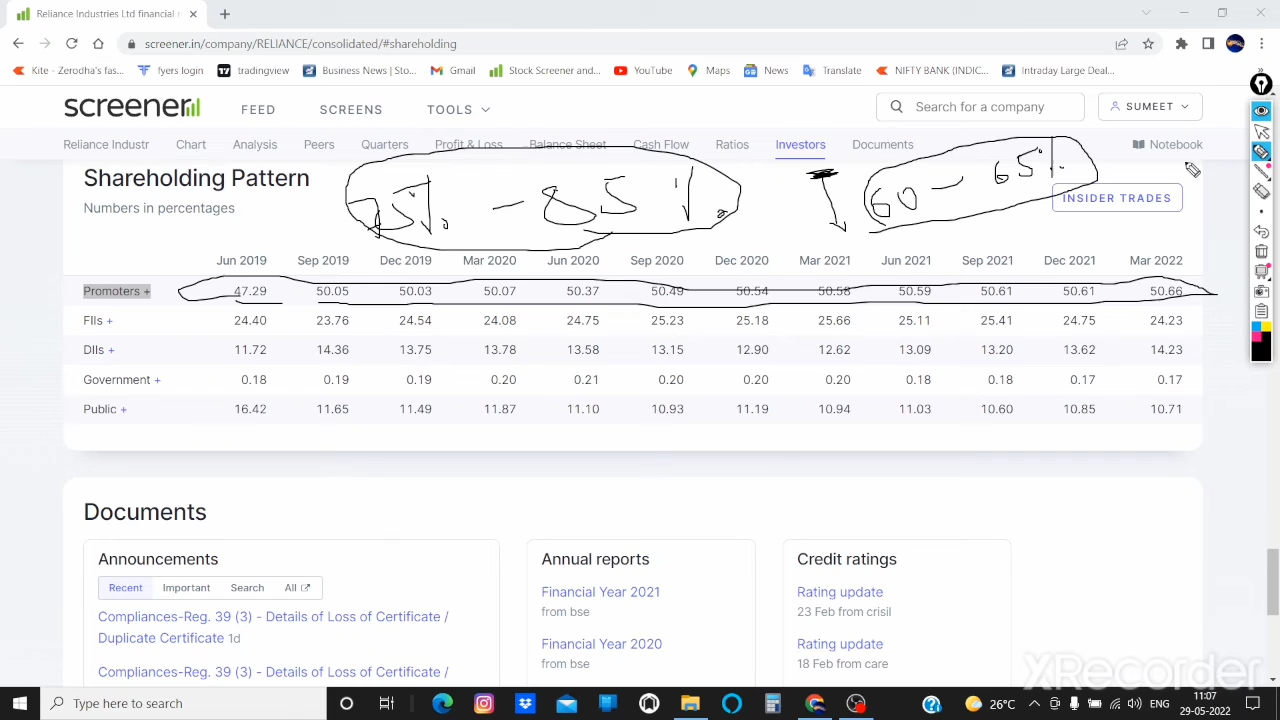 Reliance Industries Ltd financial
screener.in/company/RELIANCE/consolidated/#shareholding
Kite - Zerodha's fas... fyers login tradingview Business News | Sto... Gmail Stock Screener and... YouTube Maps News Translate NIFTY BANK (INDIC... Intraday Large Deal...
screener FEED SCREENS TOOLS Search for a company SUMEET
Reliance Industr Chart Analysis Peers Quarters Profit & Loss Balance Sheet Cash Flow Ratios Investors Documents Notebook
Shareholding Pattern
75% - 85% 60 - 65%
Numbers in percentages
INSIDER TRADES
Jun 2019 Sep 2019 Dec 2019 Mar 2020 Jun 2020 Sep 2020 Dec 2020 Mar 2021 Jun 2021 Sep 2021 Dec 2021 Mar 2022
Promoters + 47.29 50.05 50.03 50.07 50.37 50.49 50.54 50.58 50.59 50.61 50.61 50.66
FIIs + 24.40 23.76 24.54 24.08 24.75 25.23 25.18 25.66 25.11 25.41 24.75 24.23
DIIs + 11.72 14.36 13.75 13.78 13.58 13.15 12.90 12.62 13.09 13.20 13.62 14.23
Government + 0.18 0.19 0.19 0.20 0.21 0.20 0.20 0.20 0.18 0.18 0.17 0.17
Public + 16.42 11.65 11.49 11.87 11.10 10.93 11.19 10.94 11.03 10.60 10.85 10.71
Documents
Announcements
Recent Important Search All
Compliances-Reg. 39 (3) - Details of Loss of Certificate /
Duplicate Certificate 1d
Compliances-Reg. 39 (3) - Details of Loss of Certificate /
Annual reports
Financial Year 2021
from bse
Financial Year 2020
from bse
Credit ratings
Rating update
23 Feb from crisil
Rating update
18 Feb from care
XRecorder
Type here to search
26°C
ENG
11:07
29-05-2022